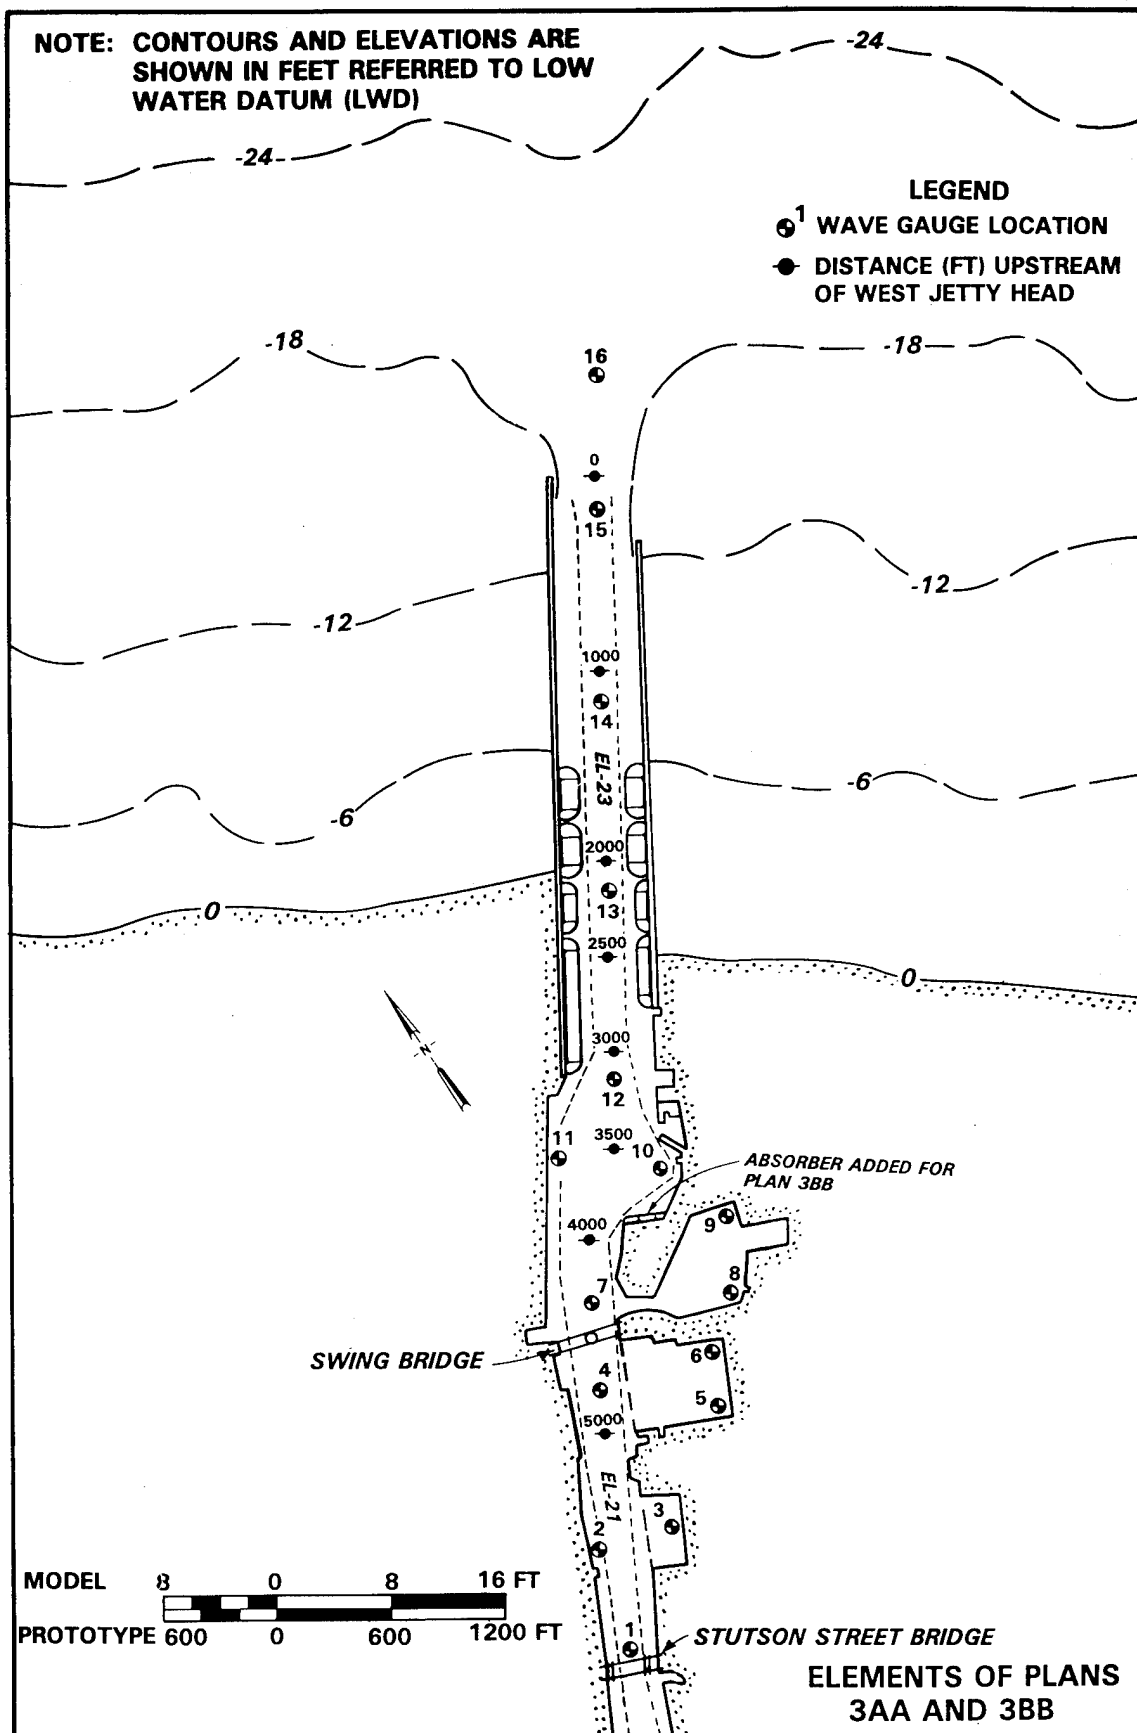 NOTE: CONTOURS AND ELEVATIONS ARE
SHOWN IN FEET REFERRED TO LOW
WATER DATUM (LWD)
-24
-24
LEGEND
1 WAVE GAUGE LOCATION
DISTANCE (FT) UPSTREAM
OF WEST JETTY HEAD
-18
-18
16
0
15
-12
-12
1000
14
EL-23
-6
-6
2000
13
0
2500
0
N
3000
12
11
3500
10
ABSORBER ADDED FOR
PLAN 3BB
9
4000
8
7
SWING BRIDGE
6
4
5
5000
EL-21
3
2
MODEL 8 0 8 16 FT
PROTOTYPE 600 0 600 1200 FT
1
STUTSON STREET BRIDGE
ELEMENTS OF PLANS
3AA AND 3BB